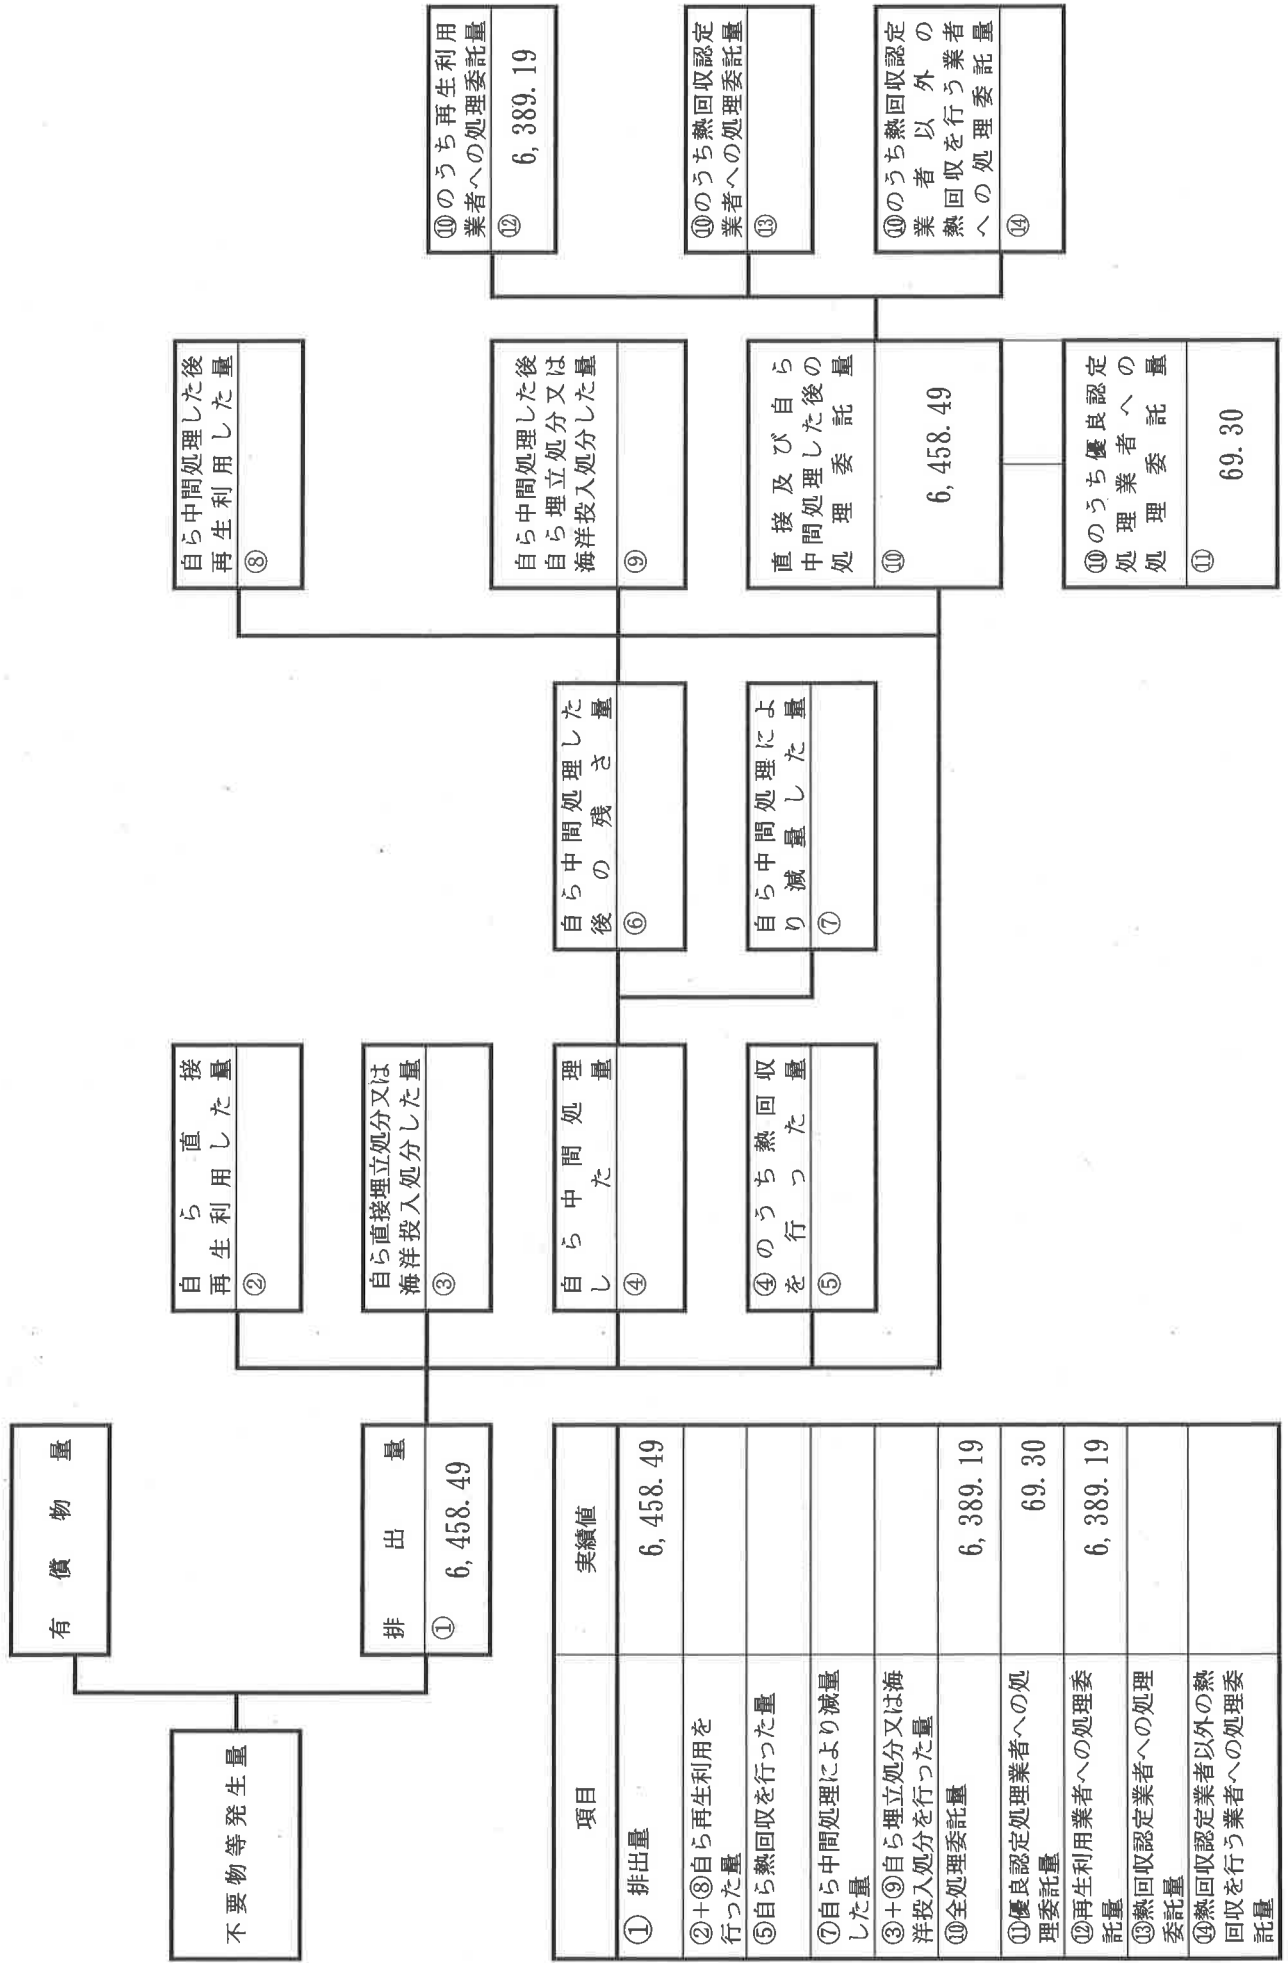 不要物等発生量
有償物量
排出量
① 6,458.49
自ら直接
再生利用した量
②
自ら直接埋立処分又は
海洋投入処分した量
③
自ら中間処理
した量
④
④のうち熱回収
を行った量
⑤
自ら中間処理した
後の残さ量
⑥
自ら中間処理によ
り減量した量
⑦
自ら中間処理した後
再生利用した量
⑧
自ら中間処理した後
自ら埋立処分又は
海洋投入処分した量
⑨
直接及び自ら
中間処理した後の
処理委託量
⑩ 6,458.49
⑩のうち優良認定
処理業者への
処理委託量
⑪ 69.30
⑩のうち再生利用
業者への処理委託量
⑫ 6,389.19
⑩のうち熱回収認定
業者への処理委託量
⑬
⑩のうち熱回収認定
業者以外の
熱回収を行う業者
への処理委託量
⑭
項目 実績値
① 排出量 6,458.49
②+⑧自ら再生利用を
行った量
⑤自ら熱回収を行った量
⑦自ら中間処理により減量
した量
③+⑨自ら埋立処分又は海
洋投入処分を行った量
⑩全処理委託量 6,389.19
⑪優良認定処理業者への処
理委託量 69.30
⑫再生利用業者への処理委
託量 6,389.19
⑬熱回収認定業者への処理
委託量
⑭熱回収認定業者以外の熱
回収を行う業者への処理委
託量